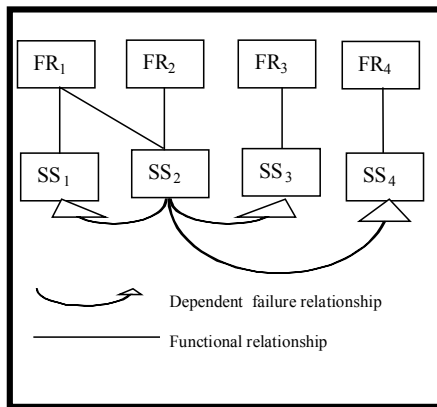 FR₁ FR₂ FR₃ FR₄
SS₁ SS₂ SS₃ SS₄
Dependent failure relationship
Functional relationship